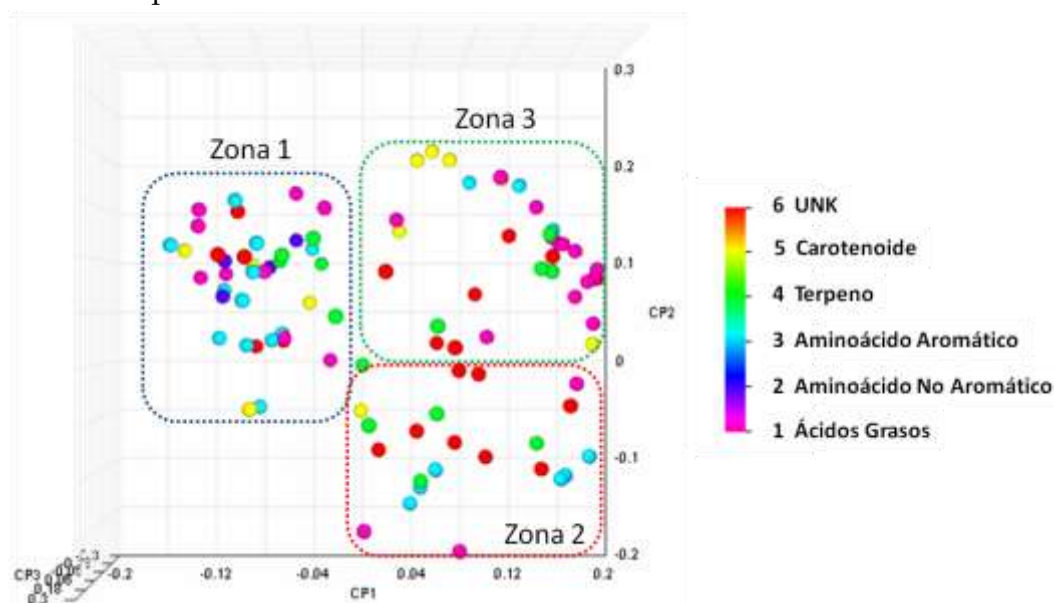 Zona 1
Zona 3
Zona 2
0.3
0.2
0.1
0
-0.1
-0.2
CP2
-0.2
-0.12
-0.04
0.04
0.12
0.2
CP1
CP3
6 UNK
5 Carotenoide
4 Terpeno
3 Aminoácido Aromático
2 Aminoácido No Aromático
1 Ácidos Grasos